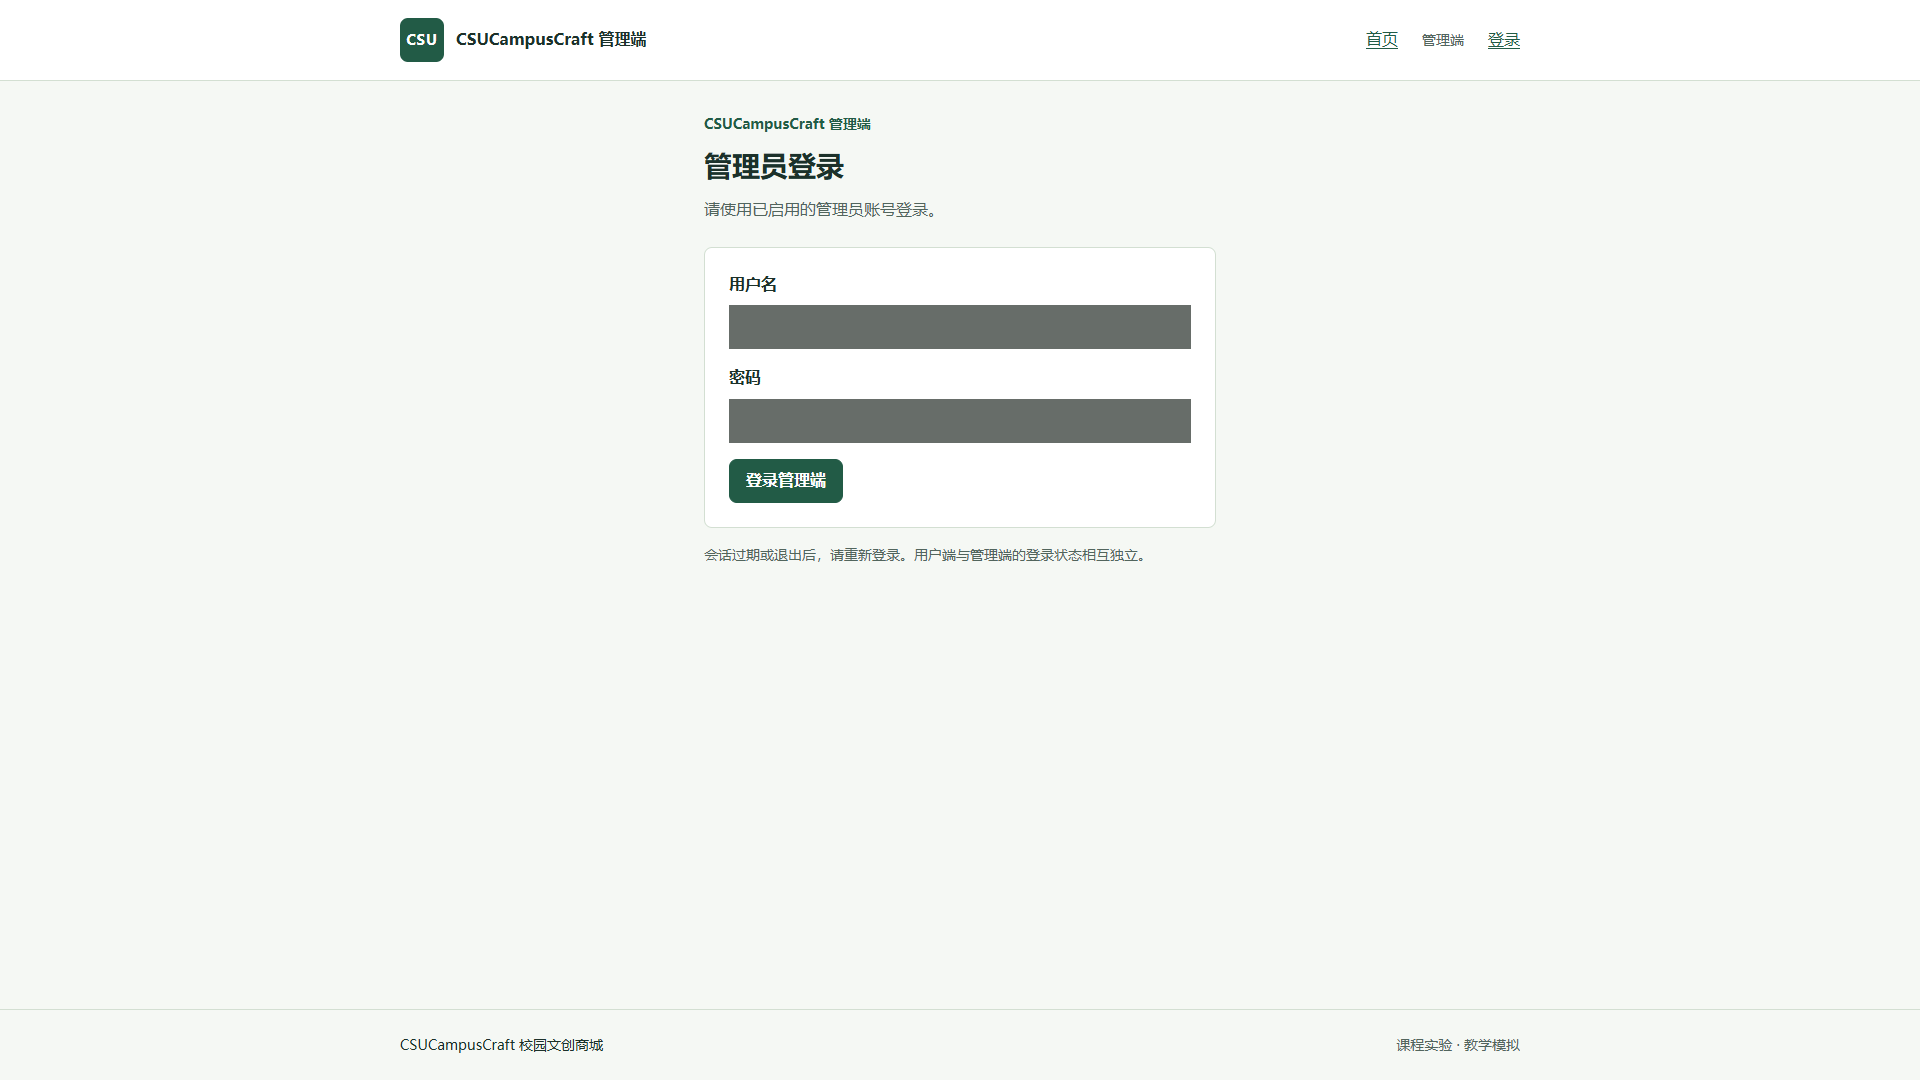 CSU CSUCampusCraft 管理端 首页 管理端 登录
CSUCampusCraft 管理端
管理员登录
请使用已启用的管理员账号登录。
用户名
密码
登录管理端
会话过期或退出后，请重新登录。用户端与管理端的登录状态相互独立。
CSUCampusCraft 校园文创商城 课程实验 · 教学模拟